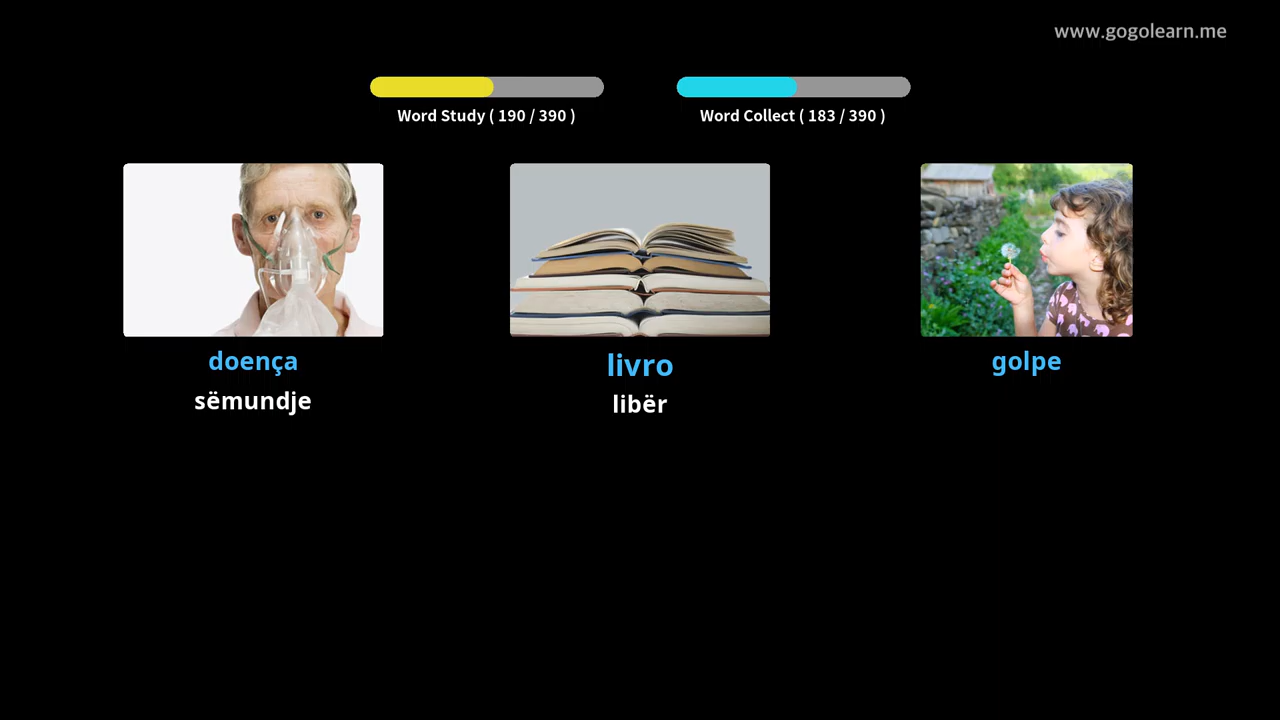 www.gogolearn.me
Word Study ( 190 / 390 )
Word Collect ( 183 / 390 )
doença
livro
golpe
sëmundje
libër